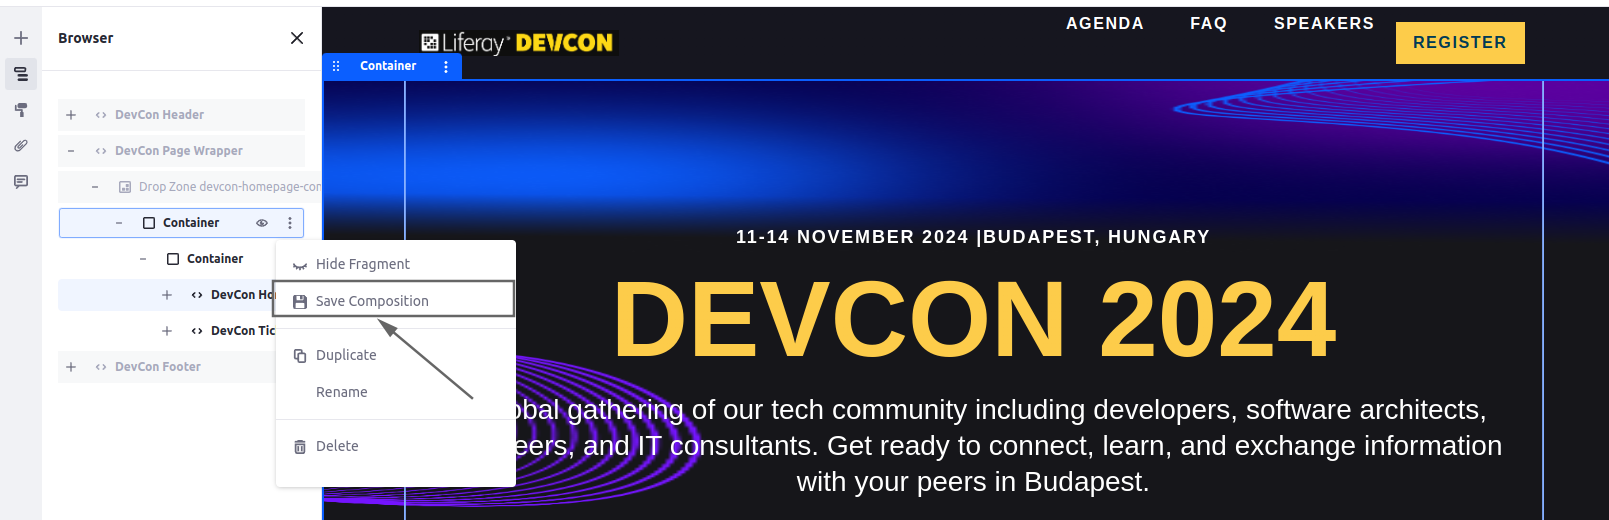 Browser
DevCon Header
DevCon Page Wrapper
Drop Zone devcon-homepage-con
Container
Container
DevCon Ho
DevCon Tic
DevCon Footer
Hide Fragment
Save Composition
Duplicate
Rename
Delete
Liferay DEVCON
AGENDA FAQ SPEAKERS REGISTER
Container
11-14 NOVEMBER 2024 |BUDAPEST, HUNGARY
DEVCON 2024
obal gathering of our tech community including developers, software architects,
eers, and IT consultants. Get ready to connect, learn, and exchange information
with your peers in Budapest.